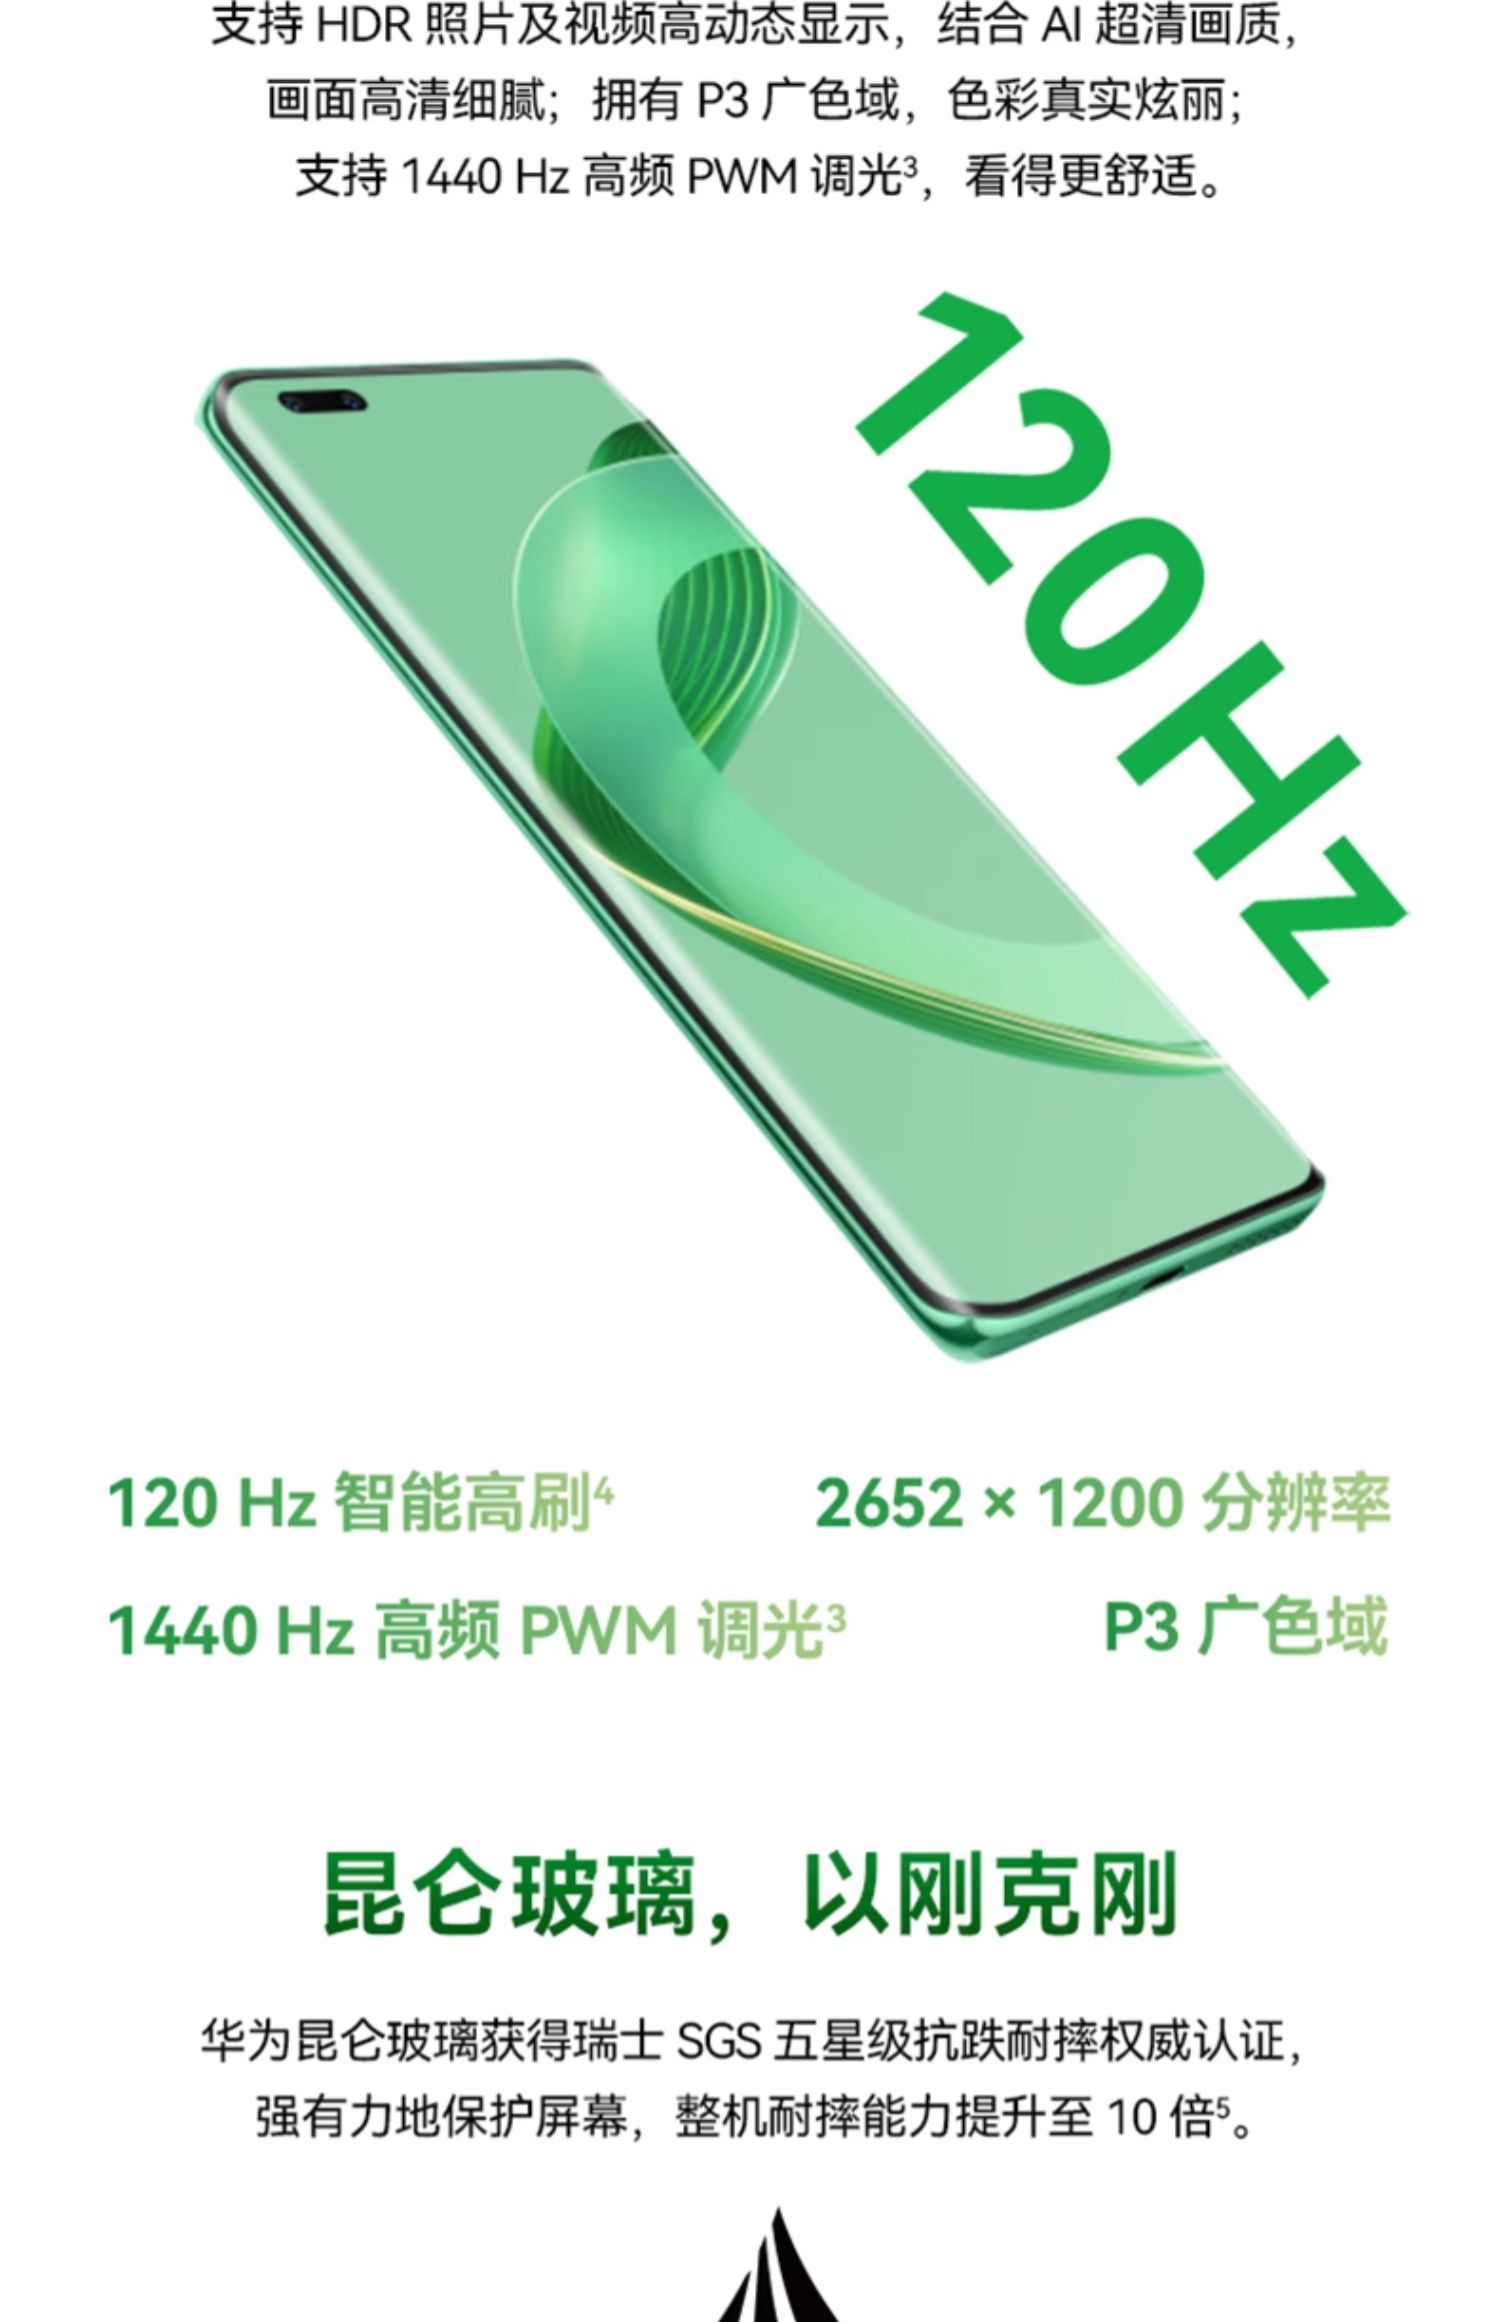 支持 HDR 照片及视频高动态显示，结合 AI 超清画质，
画面高清细腻；拥有 P3 广色域，色彩真实炫丽；
支持 1440 Hz 高频 PWM 调光³，看得更舒适。
120Hz
120 Hz 智能高刷⁴
2652 × 1200 分辨率
1440 Hz 高频 PWM 调光³
P3 广色域
昆仑玻璃，以刚克刚
华为昆仑玻璃获得瑞士 SGS 五星级抗跌耐摔权威认证，
强有力地保护屏幕，整机耐摔能力提升至 10 倍⁵。